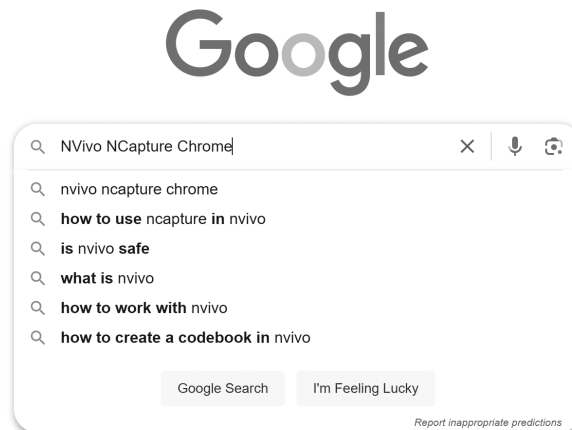 Google
NVivo NCapture Chrome
nvivo ncapture chrome
how to use ncapture in nvivo
is nvivo safe
what is nvivo
how to work with nvivo
how to create a codebook in nvivo
Google Search I'm Feeling Lucky
Report inappropriate predictions